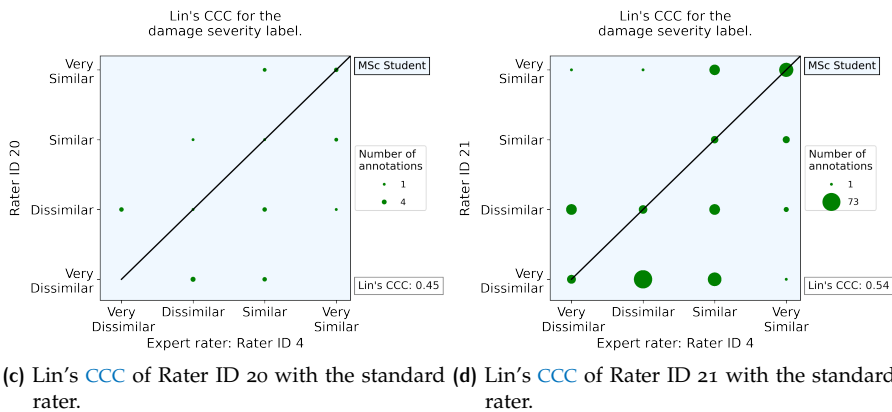 Lin's CCC for the
damage severity label.
Very
Similar
Similar
Dissimilar
Very
Dissimilar
Rater ID 20
Very
Dissimilar
Dissimilar
Similar
Very
Similar
Expert rater: Rater ID 4
MSc Student
Number of
annotations
1
4
Lin's CCC: 0.45
(c) Lin's CCC of Rater ID 20 with the standard
rater.
Lin's CCC for the
damage severity label.
Very
Similar
Similar
Dissimilar
Very
Dissimilar
Rater ID 21
Very
Dissimilar
Dissimilar
Similar
Very
Similar
Expert rater: Rater ID 4
MSc Student
Number of
annotations
1
73
Lin's CCC: 0.54
(d) Lin's CCC of Rater ID 21 with the standard
rater.